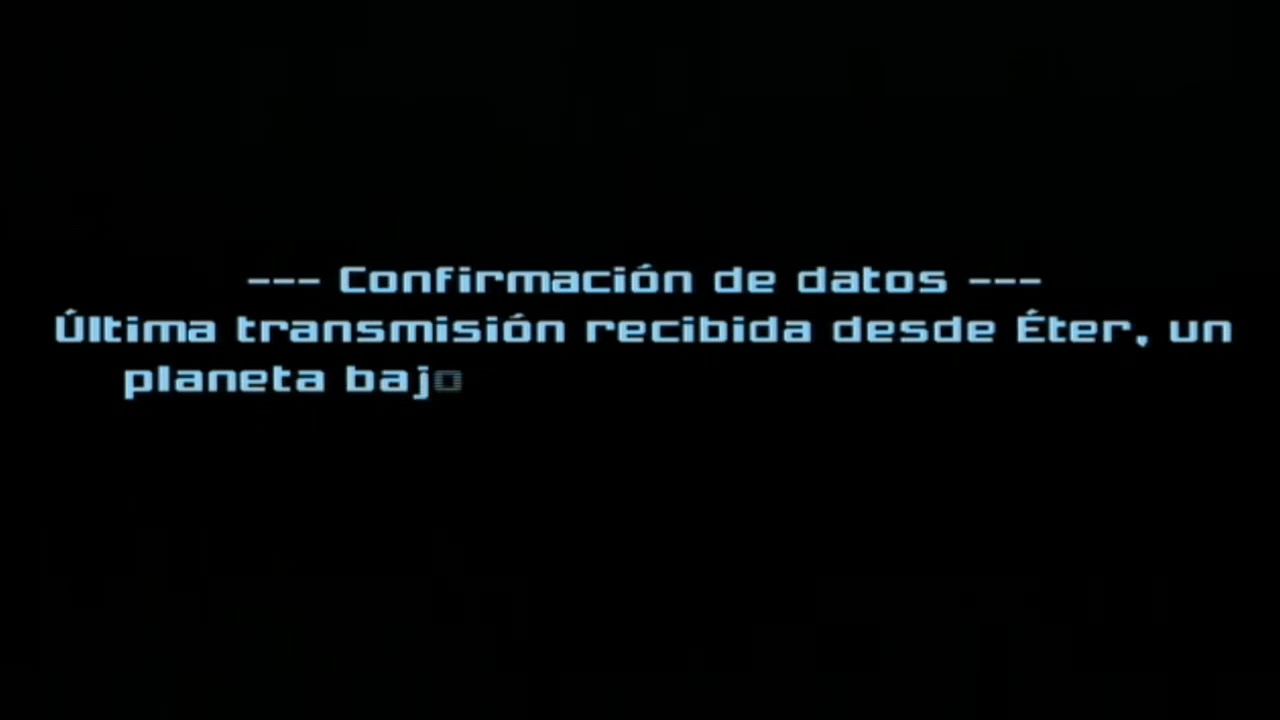 --- Confirmación de datos ---
Última transmisión recibida desde Éter, un
planeta bajo